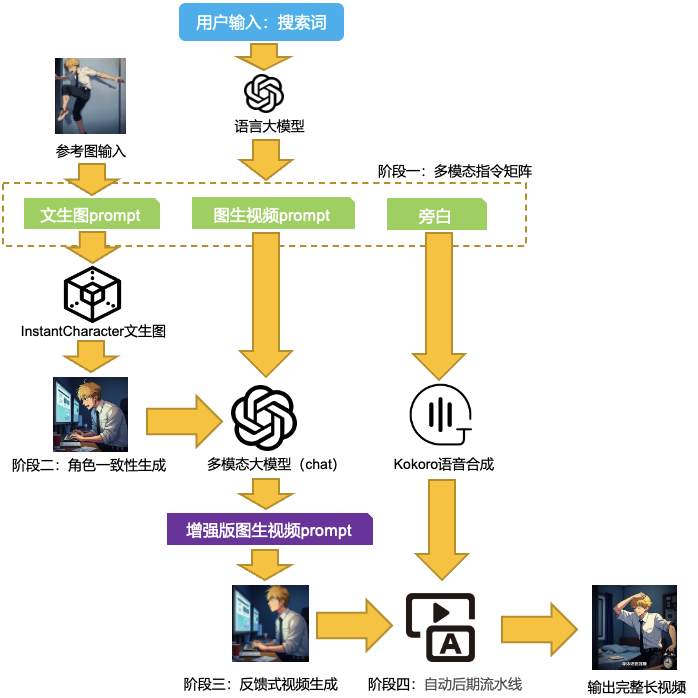 用户输入：搜索词
语言大模型
参考图输入
阶段一：多模态指令矩阵
文生图prompt
图生视频prompt
旁白
InstantCharacter文生图
阶段二：角色一致性生成
多模态大模型（chat）
Kokoro语音合成
增强版图生视频prompt
A
阶段三：反馈式视频生成
阶段四：自动后期流水线
输出完整长视频